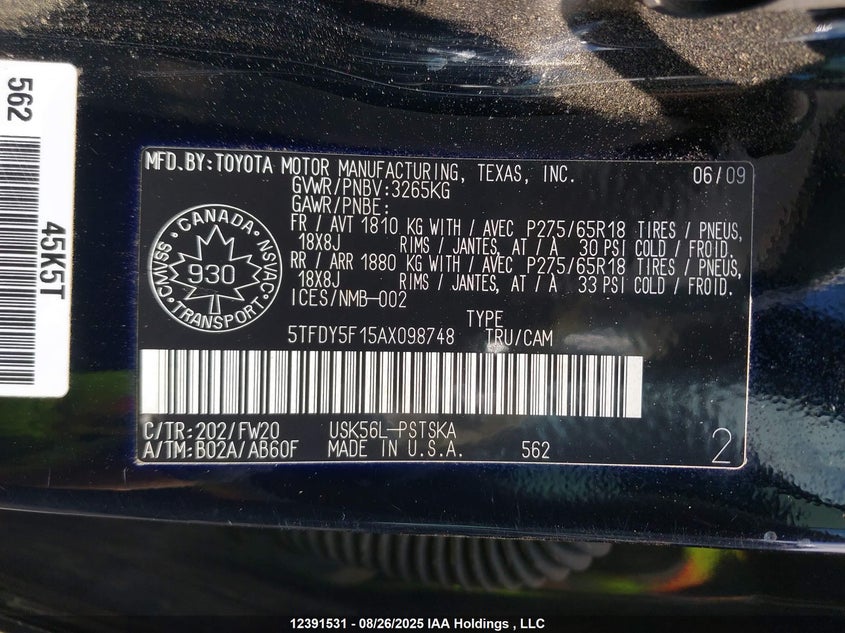 562
45K5T
MFD.BY:TOYOTA MOTOR MANUFACTURING, TEXAS, INC. 06/09
GVWR/PNBV:3265KG
GAWR/PNBE:
FR / AVT 1810 KG WITH / AVEC P275/65R18 TIRES / PNEUS,
18X8J RIMS / JANTES, AT / A 30 PSI COLD / FROID.
RR / ARR 1880 KG WITH / AVEC P275/65R18 TIRES / PNEUS,
18X8J RIMS / JANTES, AT / A 33 PSI COLD / FROID.
ICES/NMB-002
CANADA
CMVSS NSVAC
930
TRANSPORT
TYPE
5TFDY5F15AX098748 TRU/CAM
C/TR:202/FW20 USK56L-PSTSKA
A/TM:B02A/AB60F MADE IN U.S.A. 562 2
12391531 - 08/26/2025 IAA Holdings , LLC